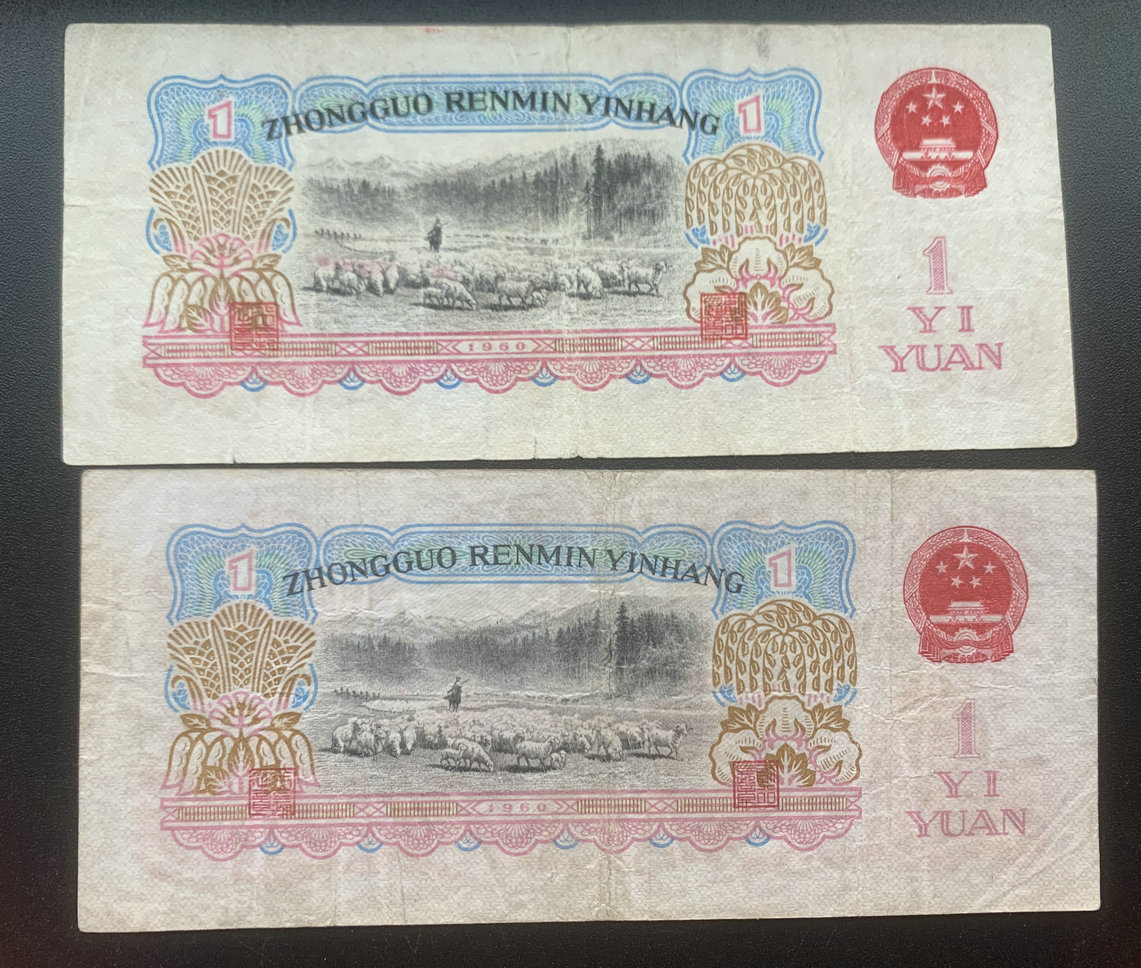 1 ZHONGGUO RENMIN YINHANG 1
1
YI
YUAN
1960
1 ZHONGGUO RENMIN YINHANG 1
1
YI
YUAN
1960